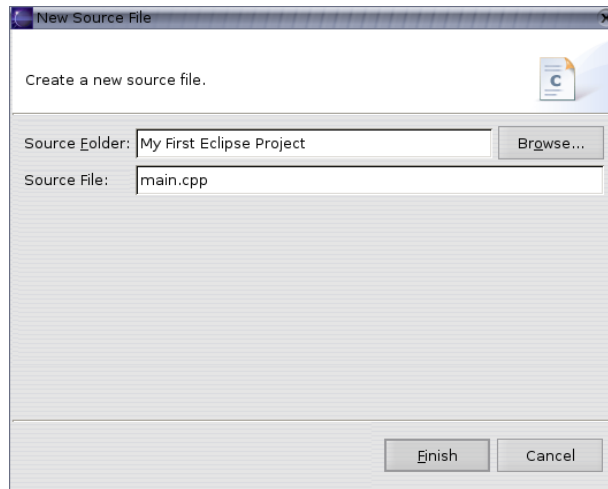 New Source File
Create a new source file.
C
Source Folder: My First Eclipse Project Browse...
Source File: main.cpp
Finish Cancel